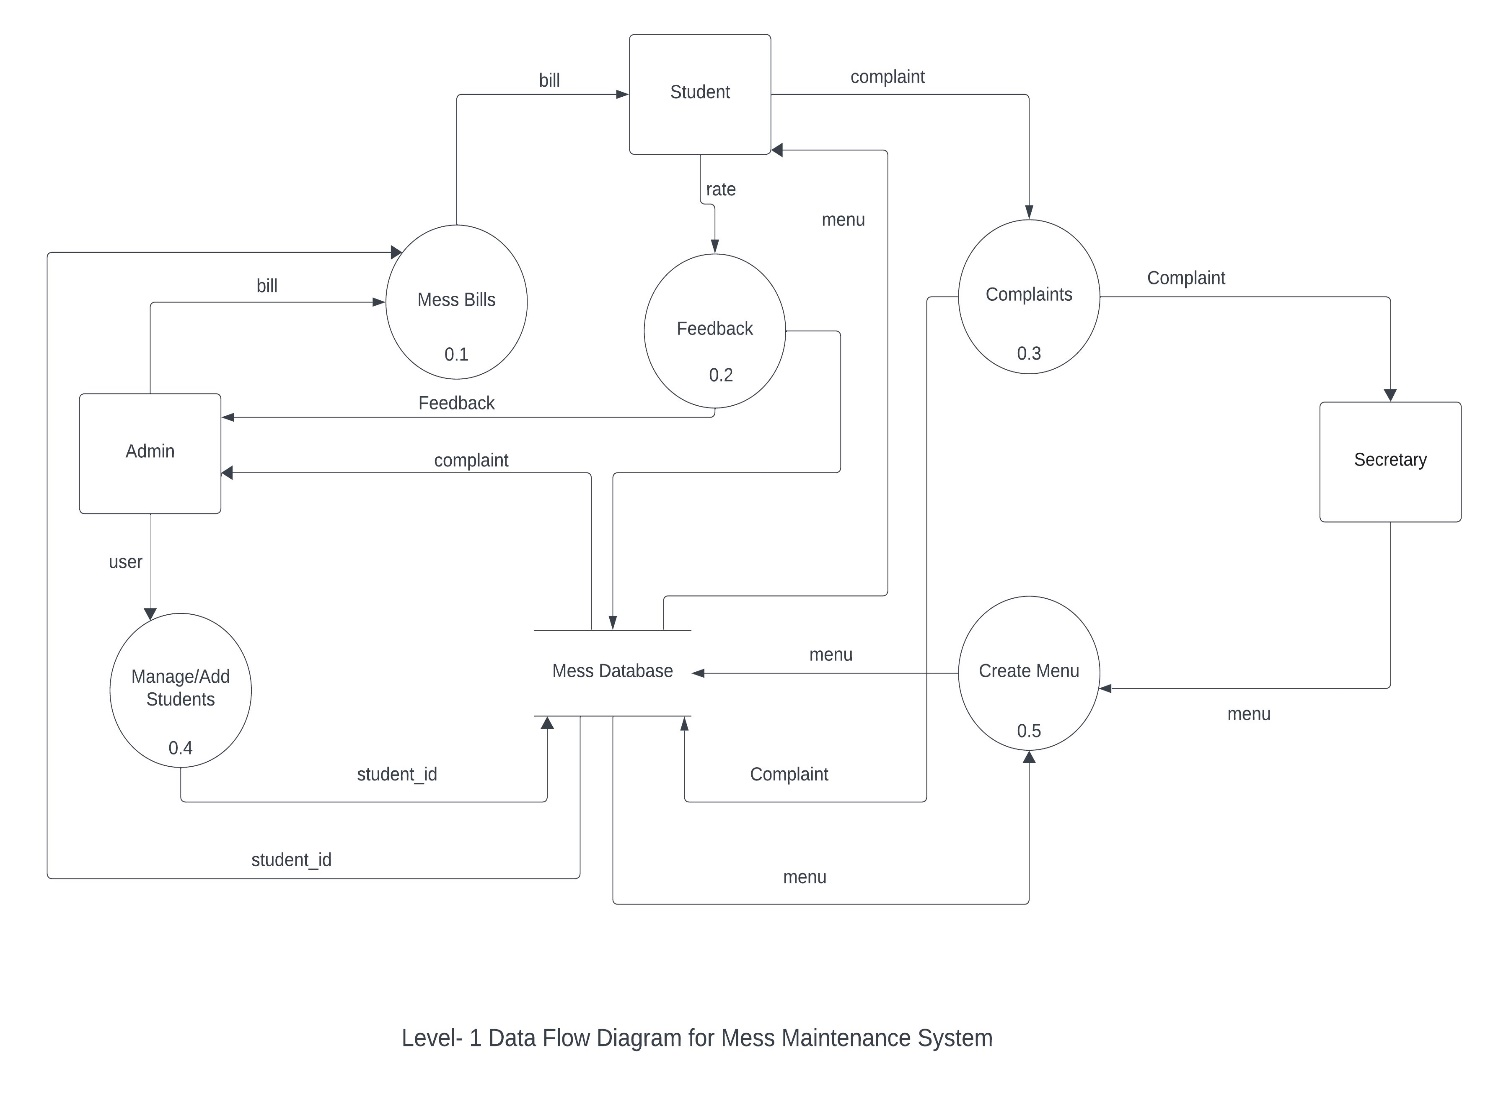 Student
bill
complaint
rate
menu
Mess Bills
0.1
bill
Feedback
0.2
Complaints
0.3
Complaint
Feedback
Admin
complaint
Secretary
user
Manage/Add
Students
0.4
Mess Database
menu
Create Menu
0.5
menu
student_id
Complaint
student_id
menu
Level- 1 Data Flow Diagram for Mess Maintenance System